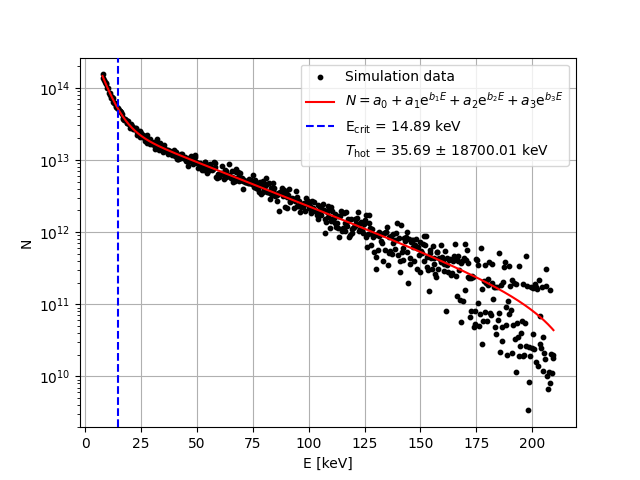 Simulation data
N = a₀ + a₁e^{b₁E} + a₂e^{b₂E} + a₃e^{b₃E}
E_crit = 14.89 keV
T_hot = 35.69 ± 18700.01 keV
N
10¹⁴
10¹³
10¹²
10¹¹
10¹⁰
0 25 50 75 100 125 150 175 200
E [keV]